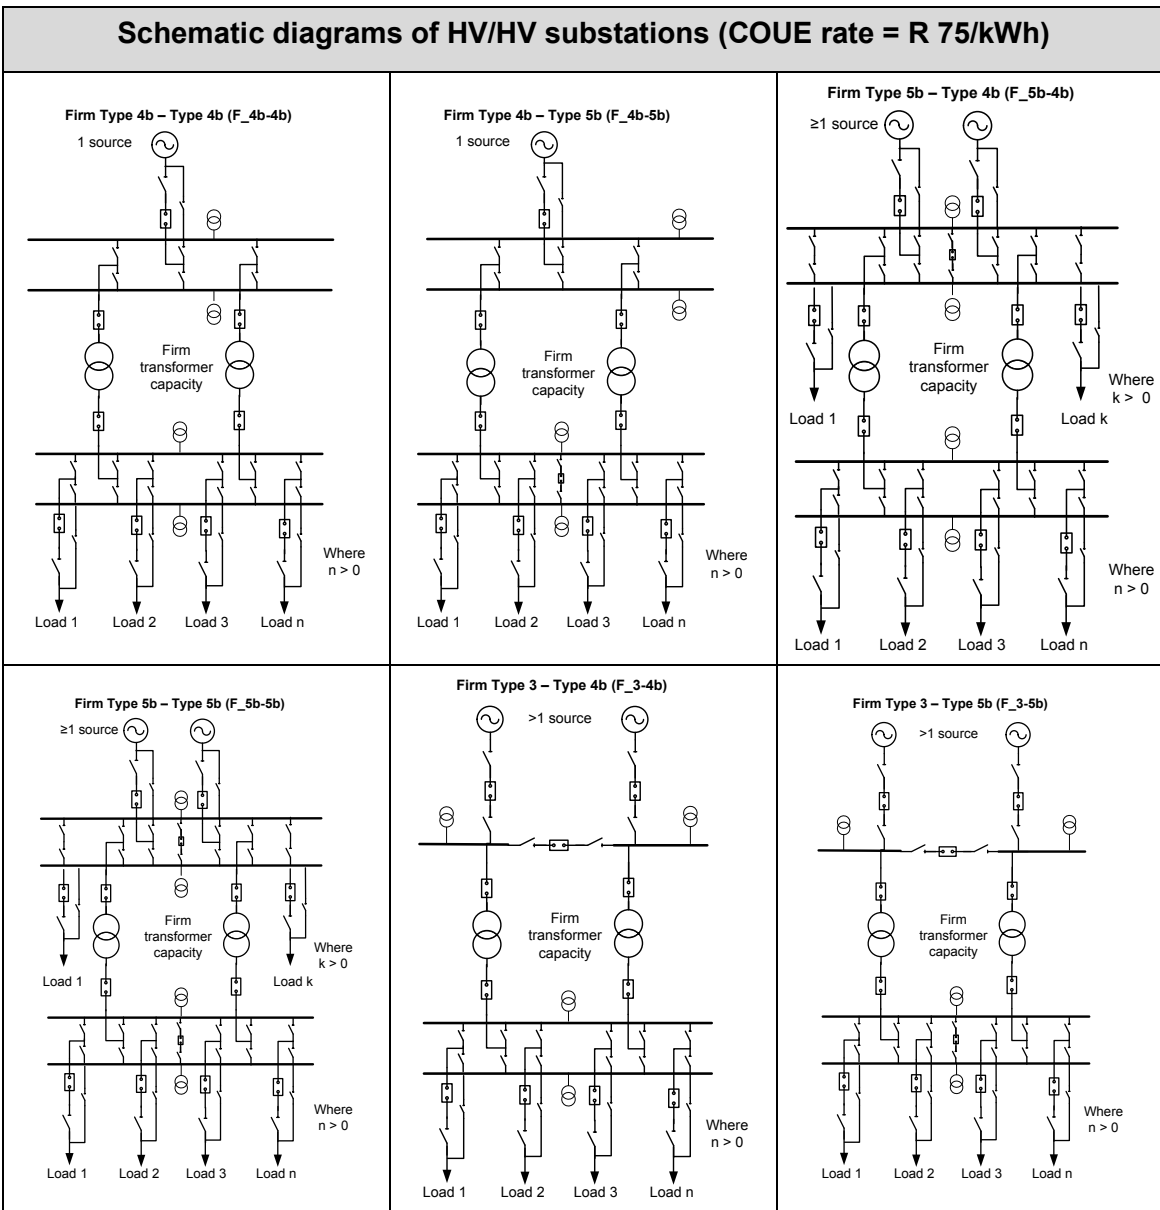 Schematic diagrams of HV/HV substations (COUE rate = R 75/kWh)
Firm Type 4b – Type 4b (F_4b-4b)
1 source
Firm
transformer
capacity
Where
n > 0
Load 1
Load 2
Load 3
Load n
Firm Type 4b – Type 5b (F_4b-5b)
1 source
Firm
transformer
capacity
Where
n > 0
Load 1
Load 2
Load 3
Load n
Firm Type 5b – Type 4b (F_5b-4b)
≥1 source
Firm
transformer
capacity
Where
k > 0
Load 1
Load k
Where
n > 0
Load 1
Load 2
Load 3
Load n
Firm Type 5b – Type 5b (F_5b-5b)
≥1 source
Firm
transformer
capacity
Where
k > 0
Load 1
Load k
Where
n > 0
Load 1
Load 2
Load 3
Load n
Firm Type 3 – Type 4b (F_3-4b)
>1 source
Firm
transformer
capacity
Where
n > 0
Load 1
Load 2
Load 3
Load n
Firm Type 3 – Type 5b (F_3-5b)
>1 source
Firm
transformer
capacity
Where
n > 0
Load 1
Load 2
Load 3
Load n